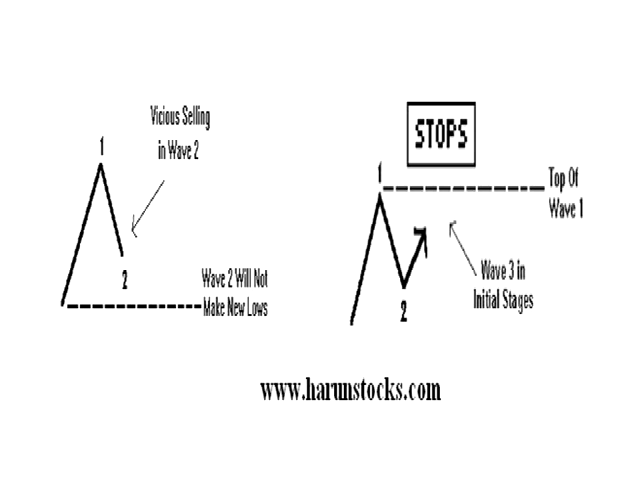 Vicious Selling
in Wave 2
1
2
Wave 2 Will Not
Make New Lows
STOPS
1
Top Of
Wave 1
Wave 3 in
Initial Stages
2
www.harunstocks.com